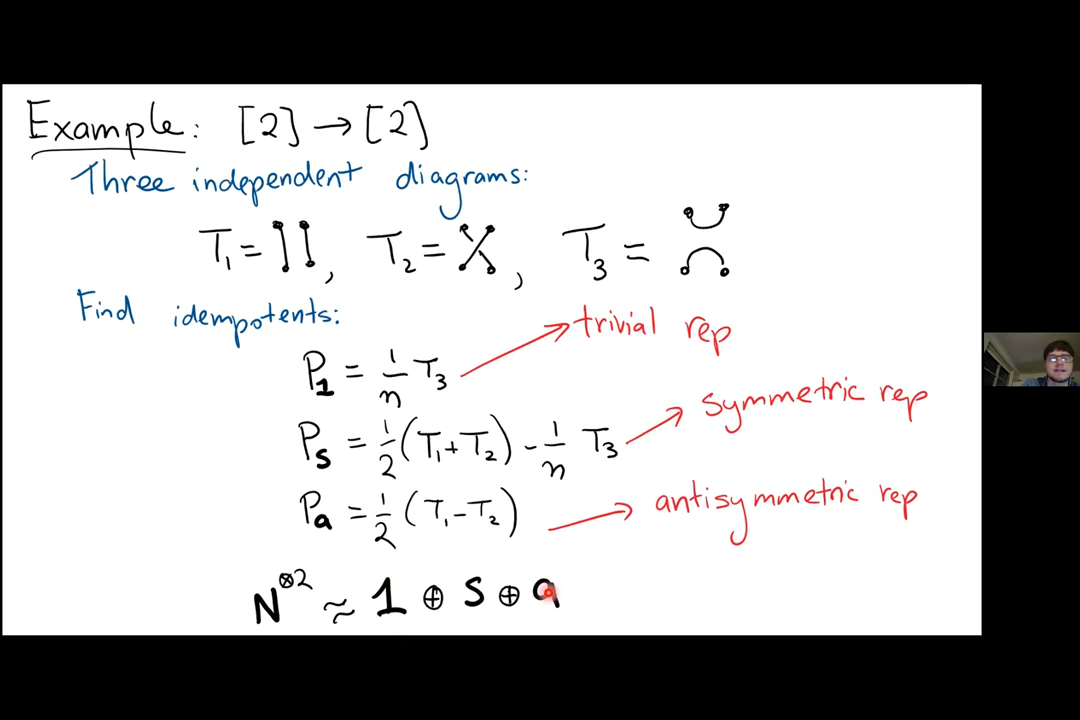 Example: [2] → [2]
Three independent diagrams:
T₁ = , T₂ = , T₃ =
Find idempotents:
P₁ = 1/n T₃ → trivial rep
Pₛ = 1/2 (T₁ + T₂) - 1/n T₃ → symmetric rep
Pₐ = 1/2 (T₁ - T₂) → antisymmetric rep
N^⊗2 ≈ 1 ⊕ S ⊕ a